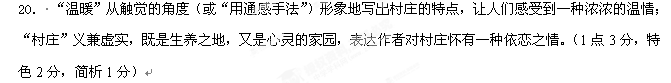 20. · “温暖”从触觉的角度（或“用通感手法”）形象地写出村庄的特点，让人们感受到一种浓浓的温情；
“村庄”义兼虚实，既是生养之地，又是心灵的家园，表达作者对村庄怀有一种依恋之情。（1 点 3 分，特
色 2 分，简析 1 分）↵